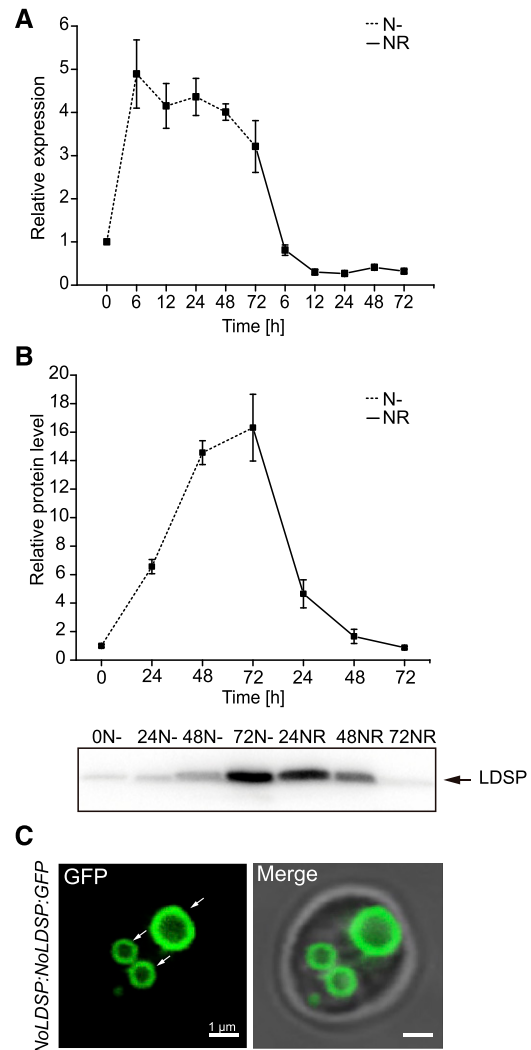 A
6
5
4
3
2
1
0
Relative expression
N-
NR
0 6 12 24 48 72 6 12 24 48 72
Time [h]
B
20
18
16
14
12
10
8
6
4
2
0
Relative protein level
N-
NR
0 24 48 72 24 48 72
Time [h]
0N- 24N- 48N- 72N- 24NR 48NR 72NR
LDSP
C
NoLDSP:NoLDSP:GFP
GFP
1 µm
Merge